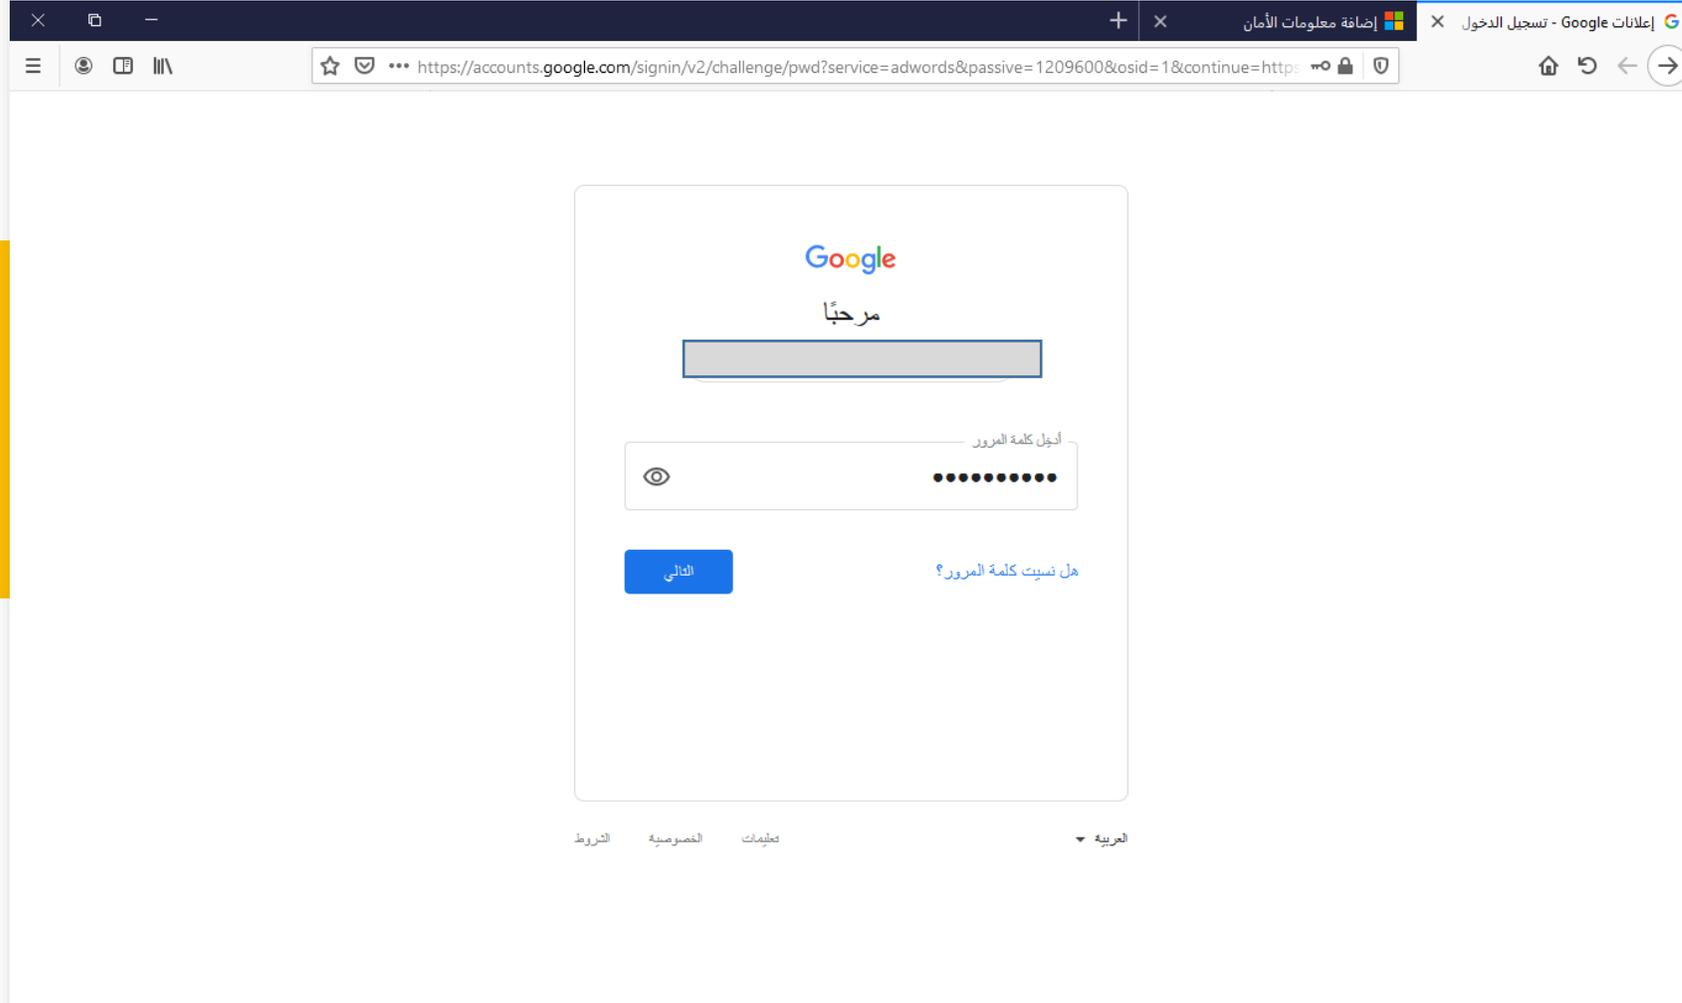 إعلانات Google - تسجيل الدخول
إضافة معلومات الأمان
https://accounts.google.com/signin/v2/challenge/pwd?service=adwords&passive=1209600&osid=1&continue=https
Google
مرحبًا
أدخِل كلمة المرور
هل نسيت كلمة المرور؟
التالي
العربية
تعليمات الخصوصية الشروط